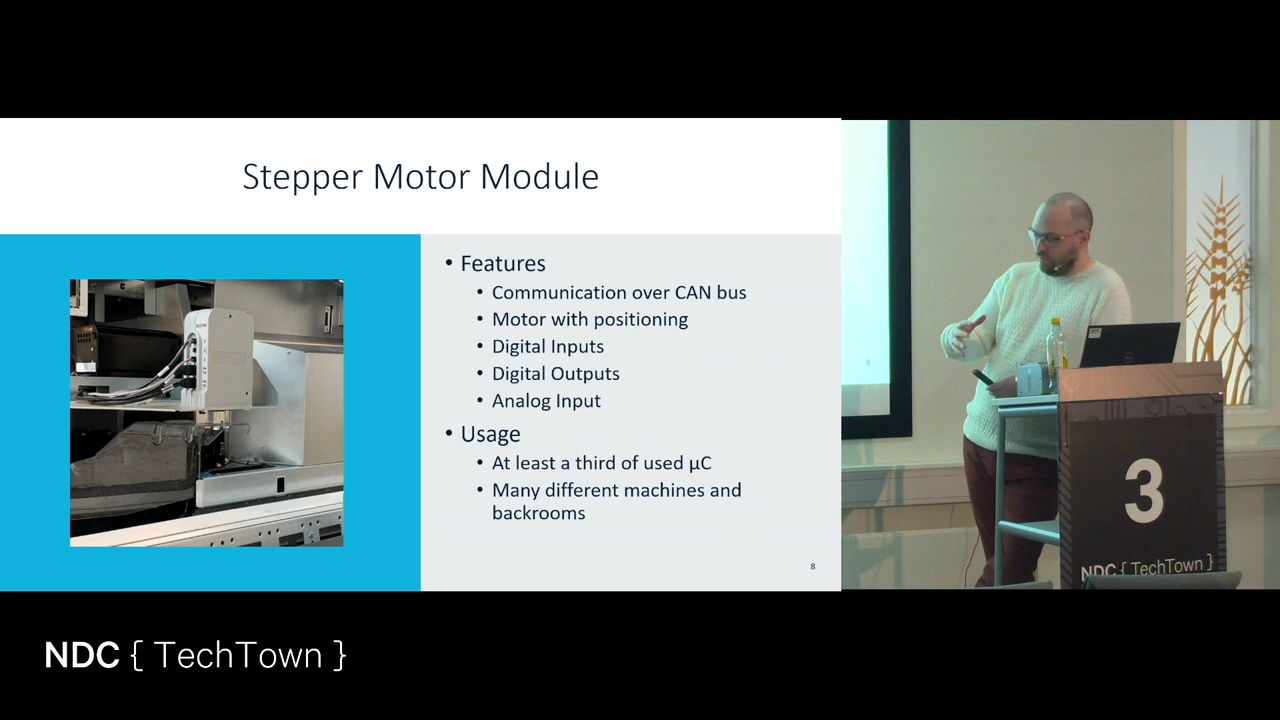 Stepper Motor Module
• Features
• Communication over CAN bus
• Motor with positioning
• Digital Inputs
• Digital Outputs
• Analog Input
• Usage
• At least a third of used µC
• Many different machines and
backrooms
8
3
NDC { TechTown }
NDC { TechTown }